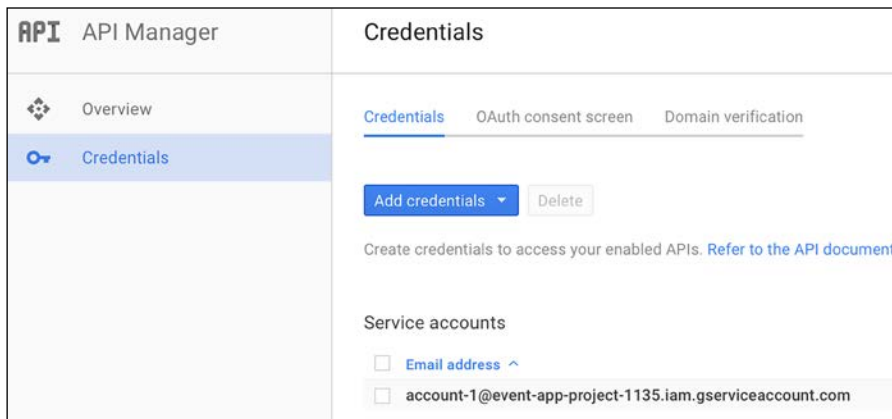 API API Manager
Credentials
Overview
Credentials
Credentials OAuth consent screen Domain verification
Add credentials Delete
Create credentials to access your enabled APIs. Refer to the API document
Service accounts
Email address
account-1@event-app-project-1135.iam.gserviceaccount.com